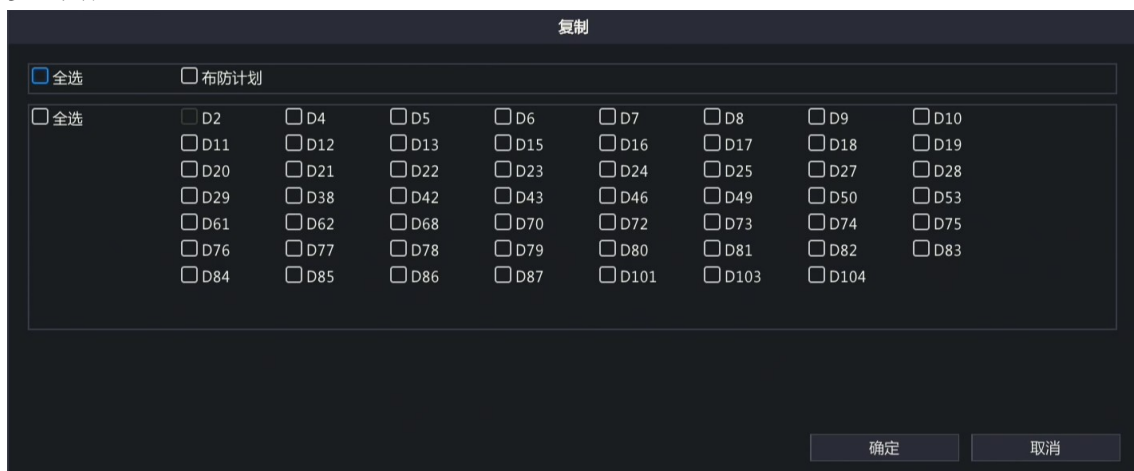 复制
全选 布防计划
全选 D2 D4 D5 D6 D7 D8 D9 D10
D11 D12 D13 D15 D16 D17 D18 D19
D20 D21 D22 D23 D24 D25 D27 D28
D29 D38 D42 D43 D46 D49 D50 D53
D61 D62 D68 D70 D72 D73 D74 D75
D76 D77 D78 D79 D80 D81 D82 D83
D84 D85 D86 D87 D101 D103 D104
确定 取消